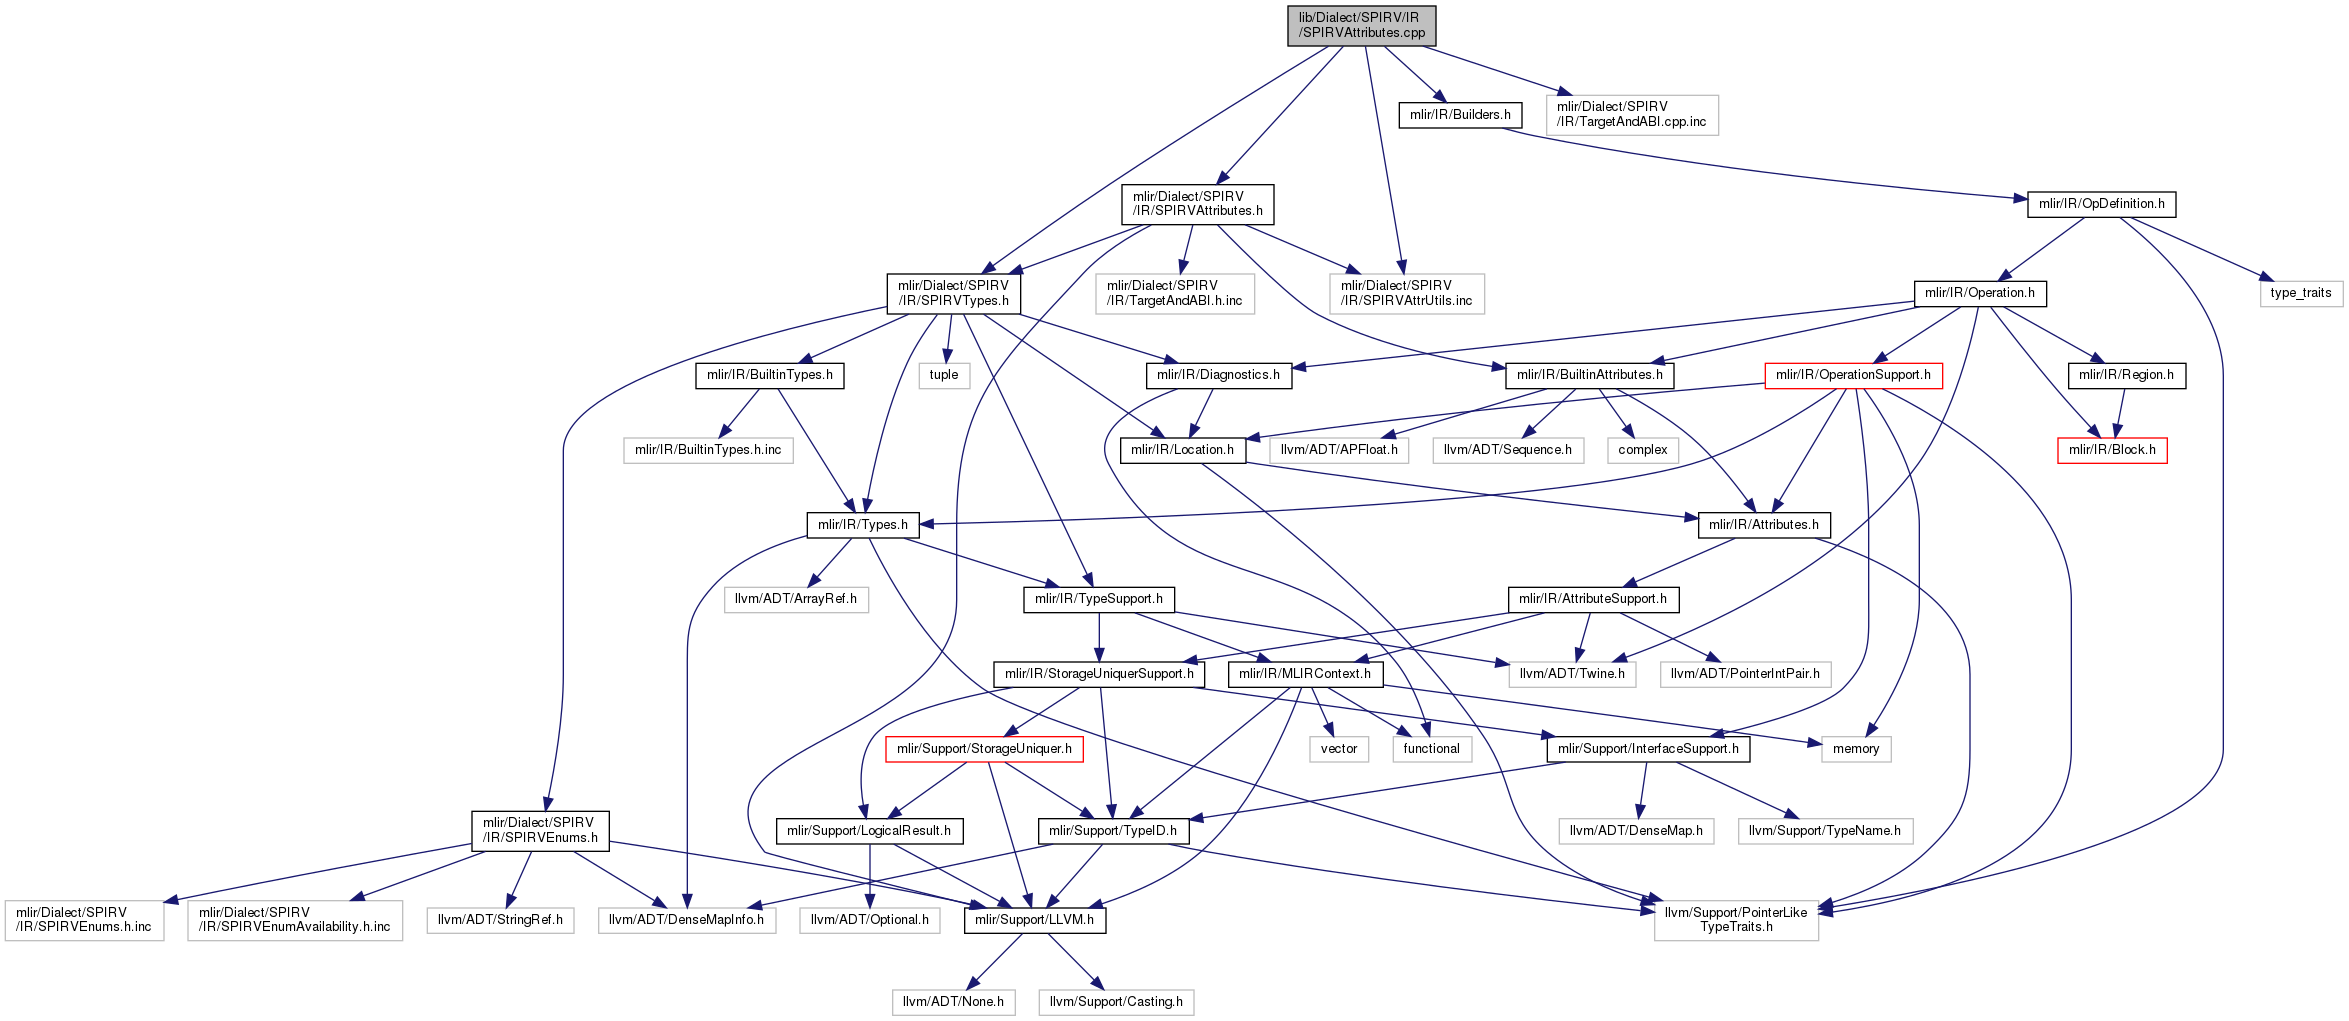 lib/Dialect/SPIRV/IR
/SPIRVAttributes.cpp
mlir/IR/Builders.h
mlir/Dialect/SPIRV
/IR/TargetAndABI.cpp.inc
mlir/Dialect/SPIRV
/IR/SPIRVAttributes.h
mlir/IR/OpDefinition.h
mlir/Dialect/SPIRV
/IR/SPIRVTypes.h
mlir/Dialect/SPIRV
/IR/TargetAndABI.h.inc
mlir/Dialect/SPIRV
/IR/SPIRVAttrUtils.inc
mlir/IR/Operation.h
type_traits
mlir/IR/BuiltinTypes.h
tuple
mlir/IR/Diagnostics.h
mlir/IR/BuiltinAttributes.h
mlir/IR/OperationSupport.h
mlir/IR/Region.h
mlir/IR/BuiltinTypes.h.inc
mlir/IR/Location.h
llvm/ADT/APFloat.h
llvm/ADT/Sequence.h
complex
mlir/IR/Block.h
mlir/IR/Types.h
mlir/IR/Attributes.h
llvm/ADT/ArrayRef.h
mlir/IR/TypeSupport.h
mlir/IR/AttributeSupport.h
mlir/IR/StorageUniquerSupport.h
mlir/IR/MLIRContext.h
llvm/ADT/Twine.h
llvm/ADT/PointerIntPair.h
mlir/Support/StorageUniquer.h
vector
functional
mlir/Support/InterfaceSupport.h
memory
mlir/Dialect/SPIRV
/IR/SPIRVEnums.h
mlir/Support/LogicalResult.h
mlir/Support/TypeID.h
llvm/ADT/DenseMap.h
llvm/Support/TypeName.h
mlir/Dialect/SPIRV
/IR/SPIRVEnums.h.inc
mlir/Dialect/SPIRV
/IR/SPIRVEnumAvailability.h.inc
llvm/ADT/StringRef.h
llvm/ADT/DenseMapInfo.h
llvm/ADT/Optional.h
mlir/Support/LLVM.h
llvm/Support/PointerLike
TypeTraits.h
llvm/ADT/None.h
llvm/Support/Casting.h